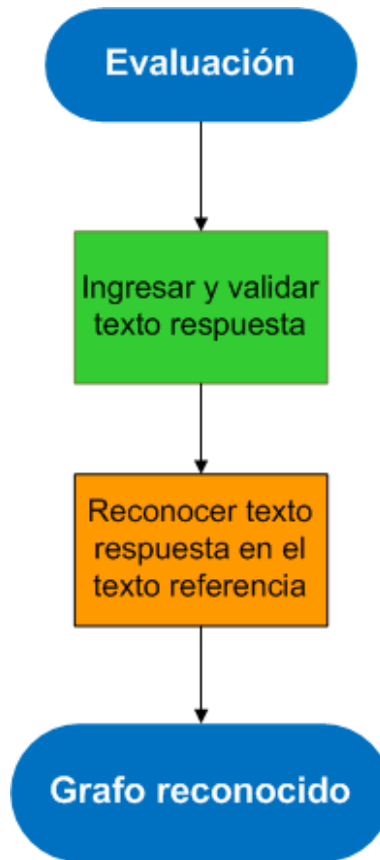 Evaluación
Ingresar y validar
texto respuesta
Reconocer texto
respuesta en el
texto referencia
Grafo reconocido